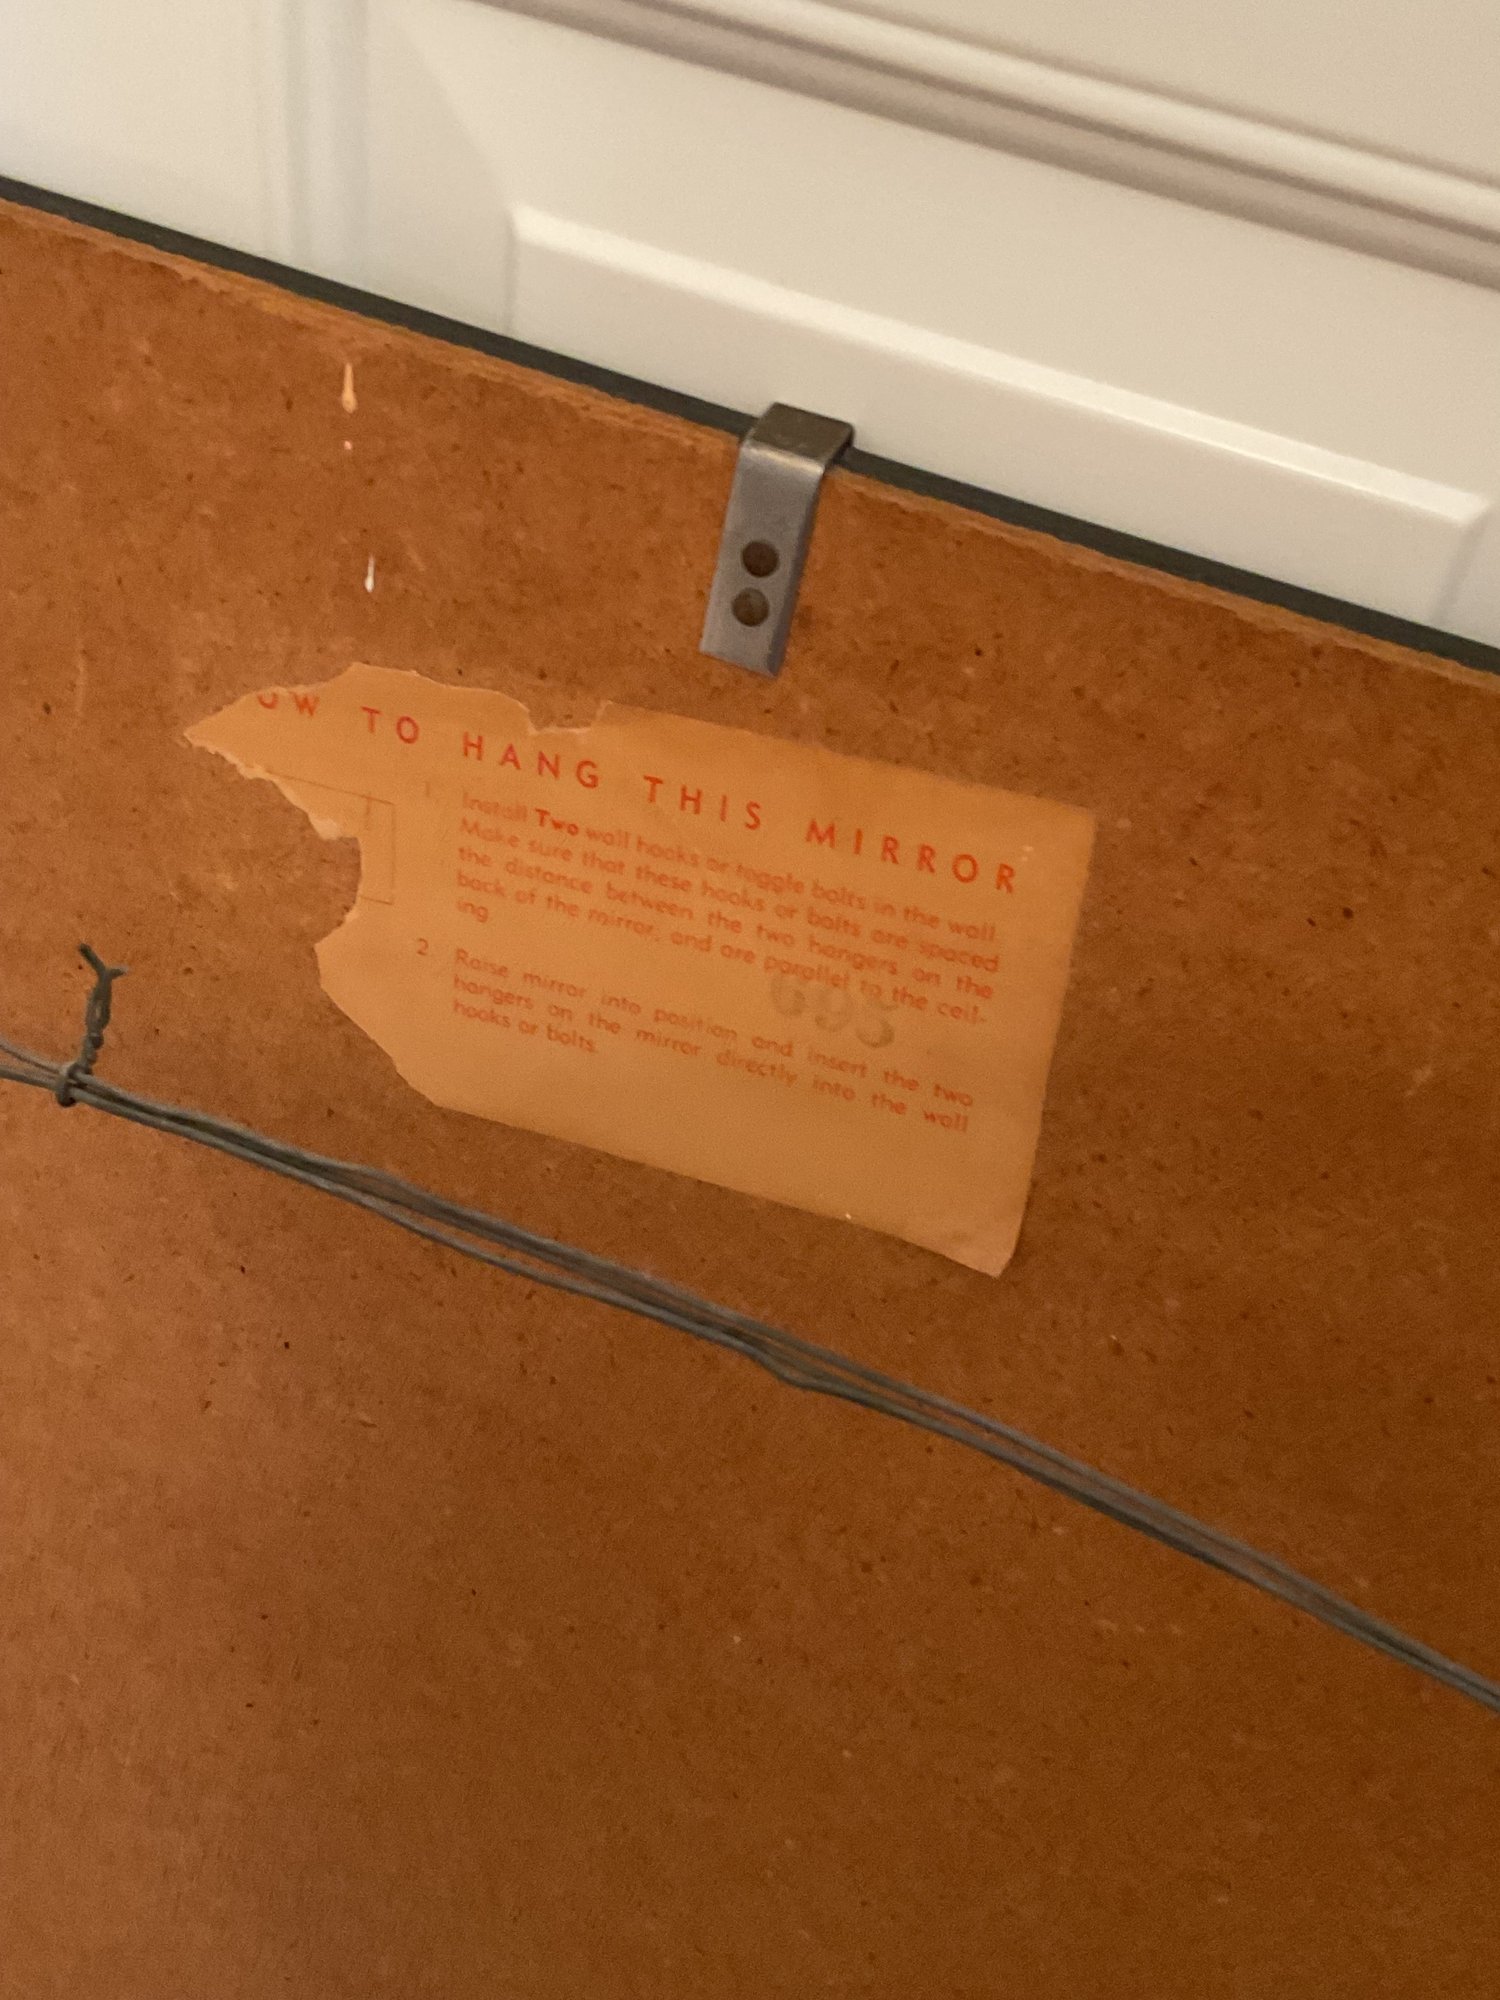 OW TO HANG THIS MIRROR
1. Install Two wall hooks or toggle bolts in the wall.
Make sure that these hooks or bolts are spaced
the distance between the two hangers on the
back of the mirror, and are parallel to the ceil-
ing.
2. Raise mirror into position and insert the two
hangers on the mirror directly into the wall
hooks or bolts.